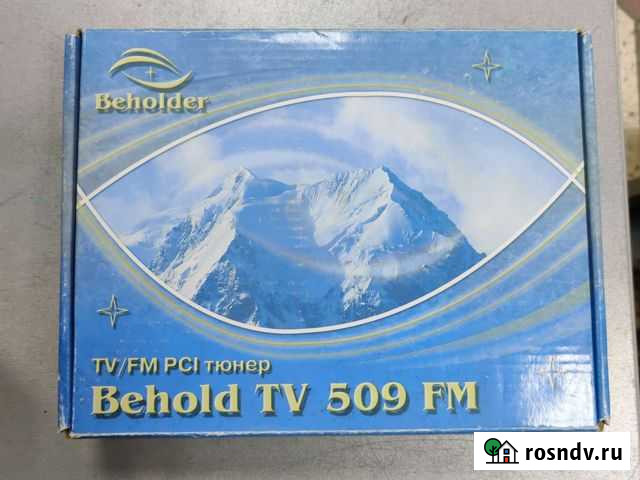 Beholder
TV/FM PCI тюнер
Behold TV 509 FM
rosndv.ru